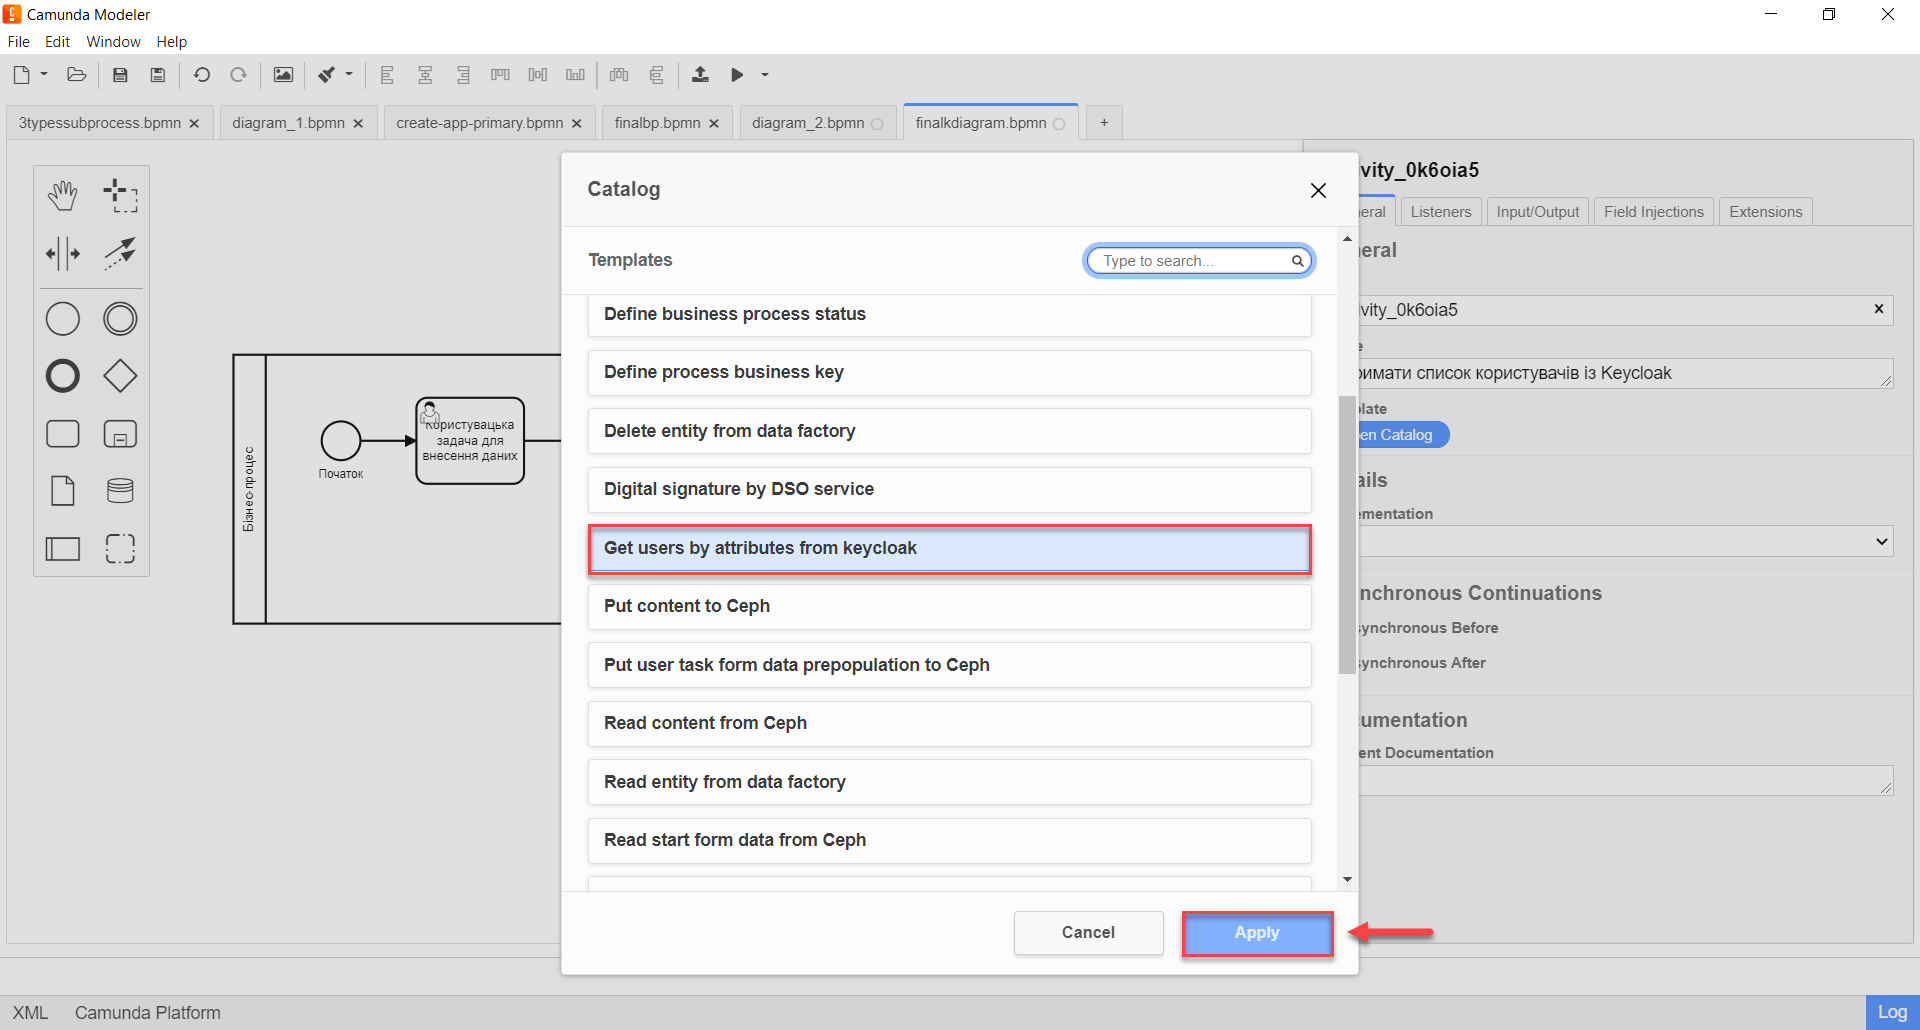 Camunda Modeler
File Edit Window Help
3typessubprocess.bpmn diagram_1.bpmn create-app-primary.bpmn finalbp.bpmn diagram_2.bpmn finalkdiagram.bpmn +
Бізнес-процес
Початок
Користувацька
задача для
внесення даних
Catalog
Templates
Type to search...
Define business process status
Define process business key
Delete entity from data factory
Digital signature by DSO service
Get users by attributes from keycloak
Put content to Ceph
Put user task form data prepopulation to Ceph
Read content from Ceph
Read entity from data factory
Read start form data from Ceph
Cancel Apply
vity_0k6oia5
eral Listeners Input/Output Field Injections Extensions
eral
vity_0k6oia5
e
римати список користувачів із Keycloak
late
en Catalog
ails
ementation
nchronous Continuations
synchronous Before
synchronous After
umentation
ent Documentation
XML Camunda Platform Log